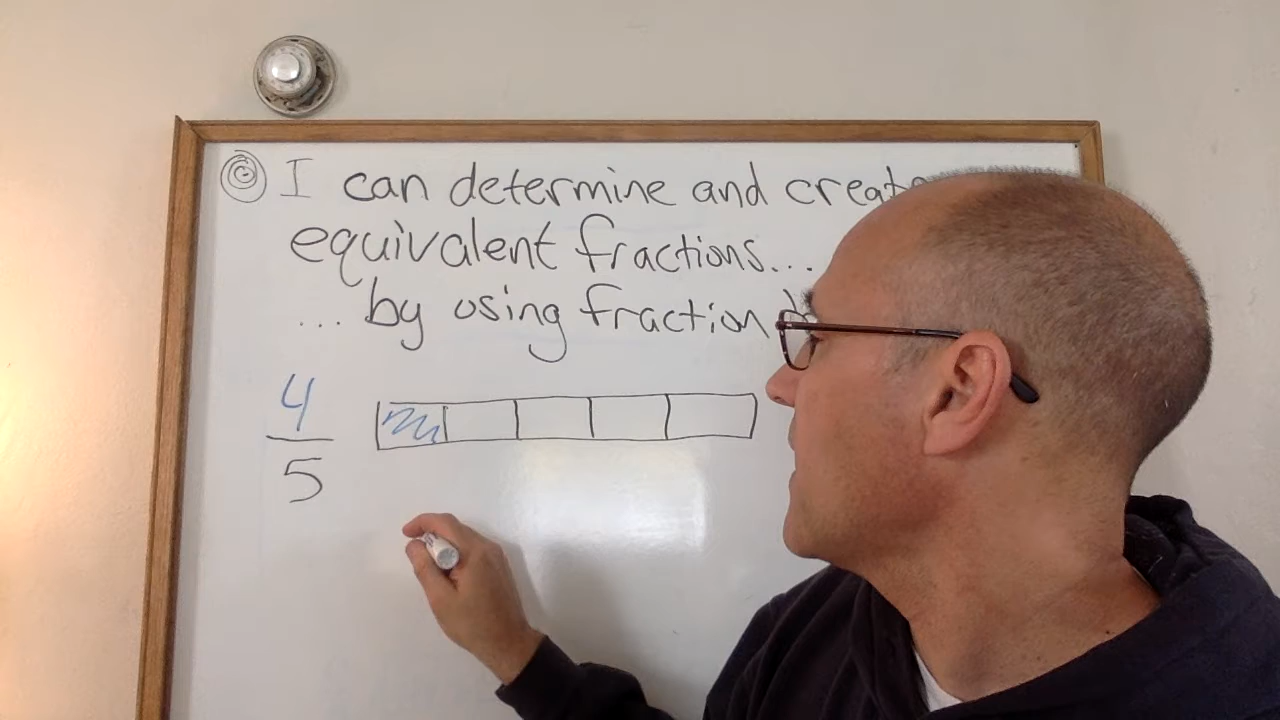 I can determine and create
equivalent fractions...
... by using fraction
4
5